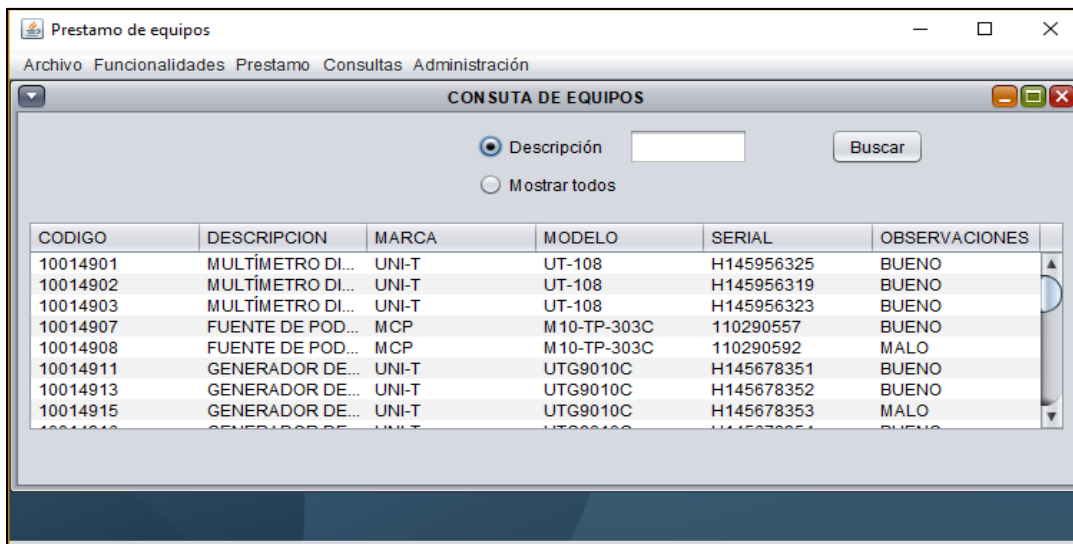 Prestamo de equipos
Archivo Funcionalidades Prestamo Consultas Administración
CONSUTA DE EQUIPOS
Descripción Buscar
Mostrar todos
CODIGO DESCRIPCION MARCA MODELO SERIAL OBSERVACIONES
10014901 MULTÍMETRO DI... UNI-T UT-108 H145956325 BUENO
10014902 MULTÍMETRO DI... UNI-T UT-108 H145956319 BUENO
10014903 MULTÍMETRO DI... UNI-T UT-108 H145956323 BUENO
10014907 FUENTE DE POD... MCP M10-TP-303C 110290557 BUENO
10014908 FUENTE DE POD... MCP M10-TP-303C 110290592 MALO
10014911 GENERADOR DE... UNI-T UTG9010C H145678351 BUENO
10014913 GENERADOR DE... UNI-T UTG9010C H145678352 BUENO
10014915 GENERADOR DE... UNI-T UTG9010C H145678353 MALO